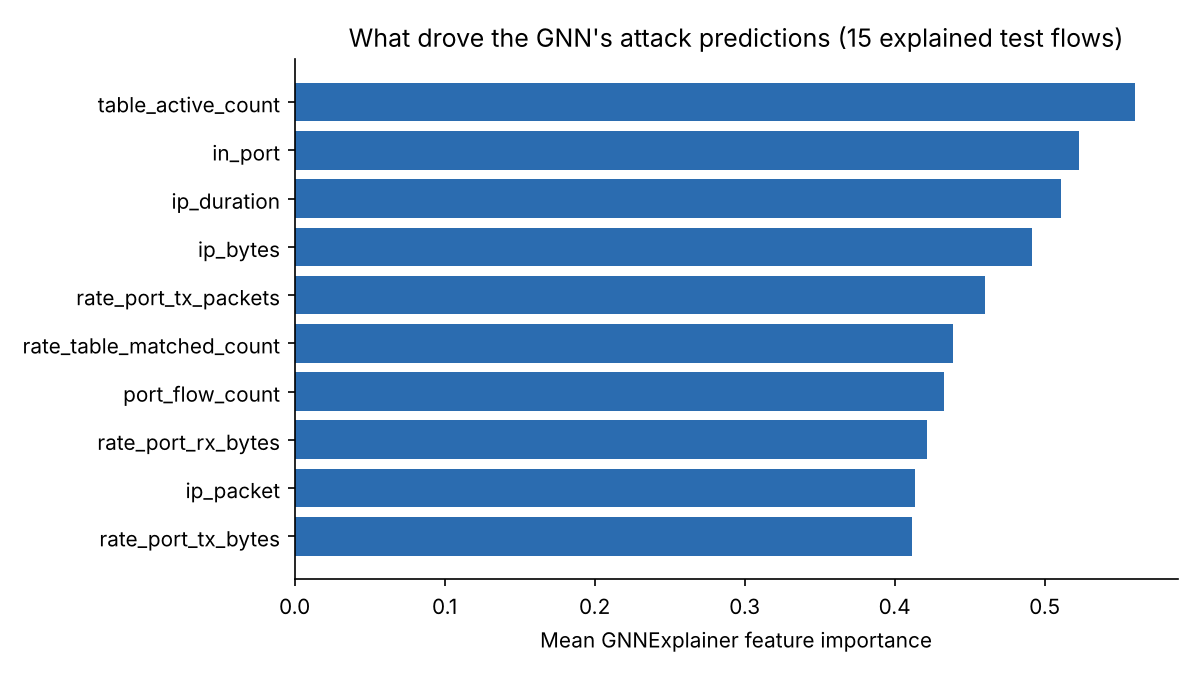 What drove the GNN's attack predictions (15 explained test flows)
table_active_count
in_port
ip_duration
ip_bytes
rate_port_tx_packets
rate_table_matched_count
port_flow_count
rate_port_rx_bytes
ip_packet
rate_port_tx_bytes
0.0 0.1 0.2 0.3 0.4 0.5
Mean GNNExplainer feature importance